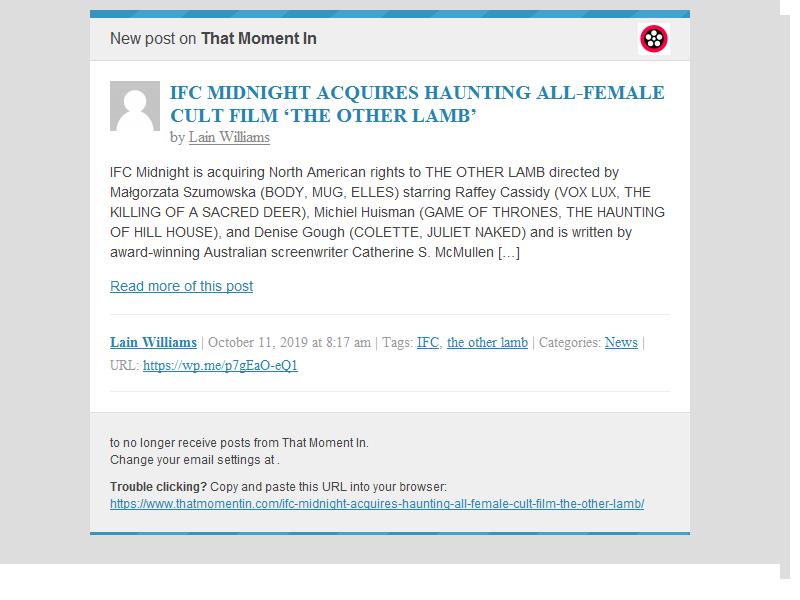 New post on That Moment In
IFC MIDNIGHT ACQUIRES HAUNTING ALL-FEMALE
CULT FILM ‘THE OTHER LAMB’
by Lain Williams
IFC Midnight is acquiring North American rights to THE OTHER LAMB directed by
Małgorzata Szumowska (BODY, MUG, ELLES) starring Raffey Cassidy (VOX LUX, THE
KILLING OF A SACRED DEER), Michiel Huisman (GAME OF THRONES, THE HAUNTING
OF HILL HOUSE), and Denise Gough (COLETTE, JULIET NAKED) and is written by
award-winning Australian screenwriter Catherine S. McMullen […]
Read more of this post
Lain Williams | October 11, 2019 at 8:17 am | Tags: IFC, the other lamb | Categories: News |
URL: https://wp.me/p7gEaO-eQ1
to no longer receive posts from That Moment In.
Change your email settings at .
Trouble clicking? Copy and paste this URL into your browser:
https://www.thatmomentin.com/ifc-midnight-acquires-haunting-all-female-cult-film-the-other-lamb/